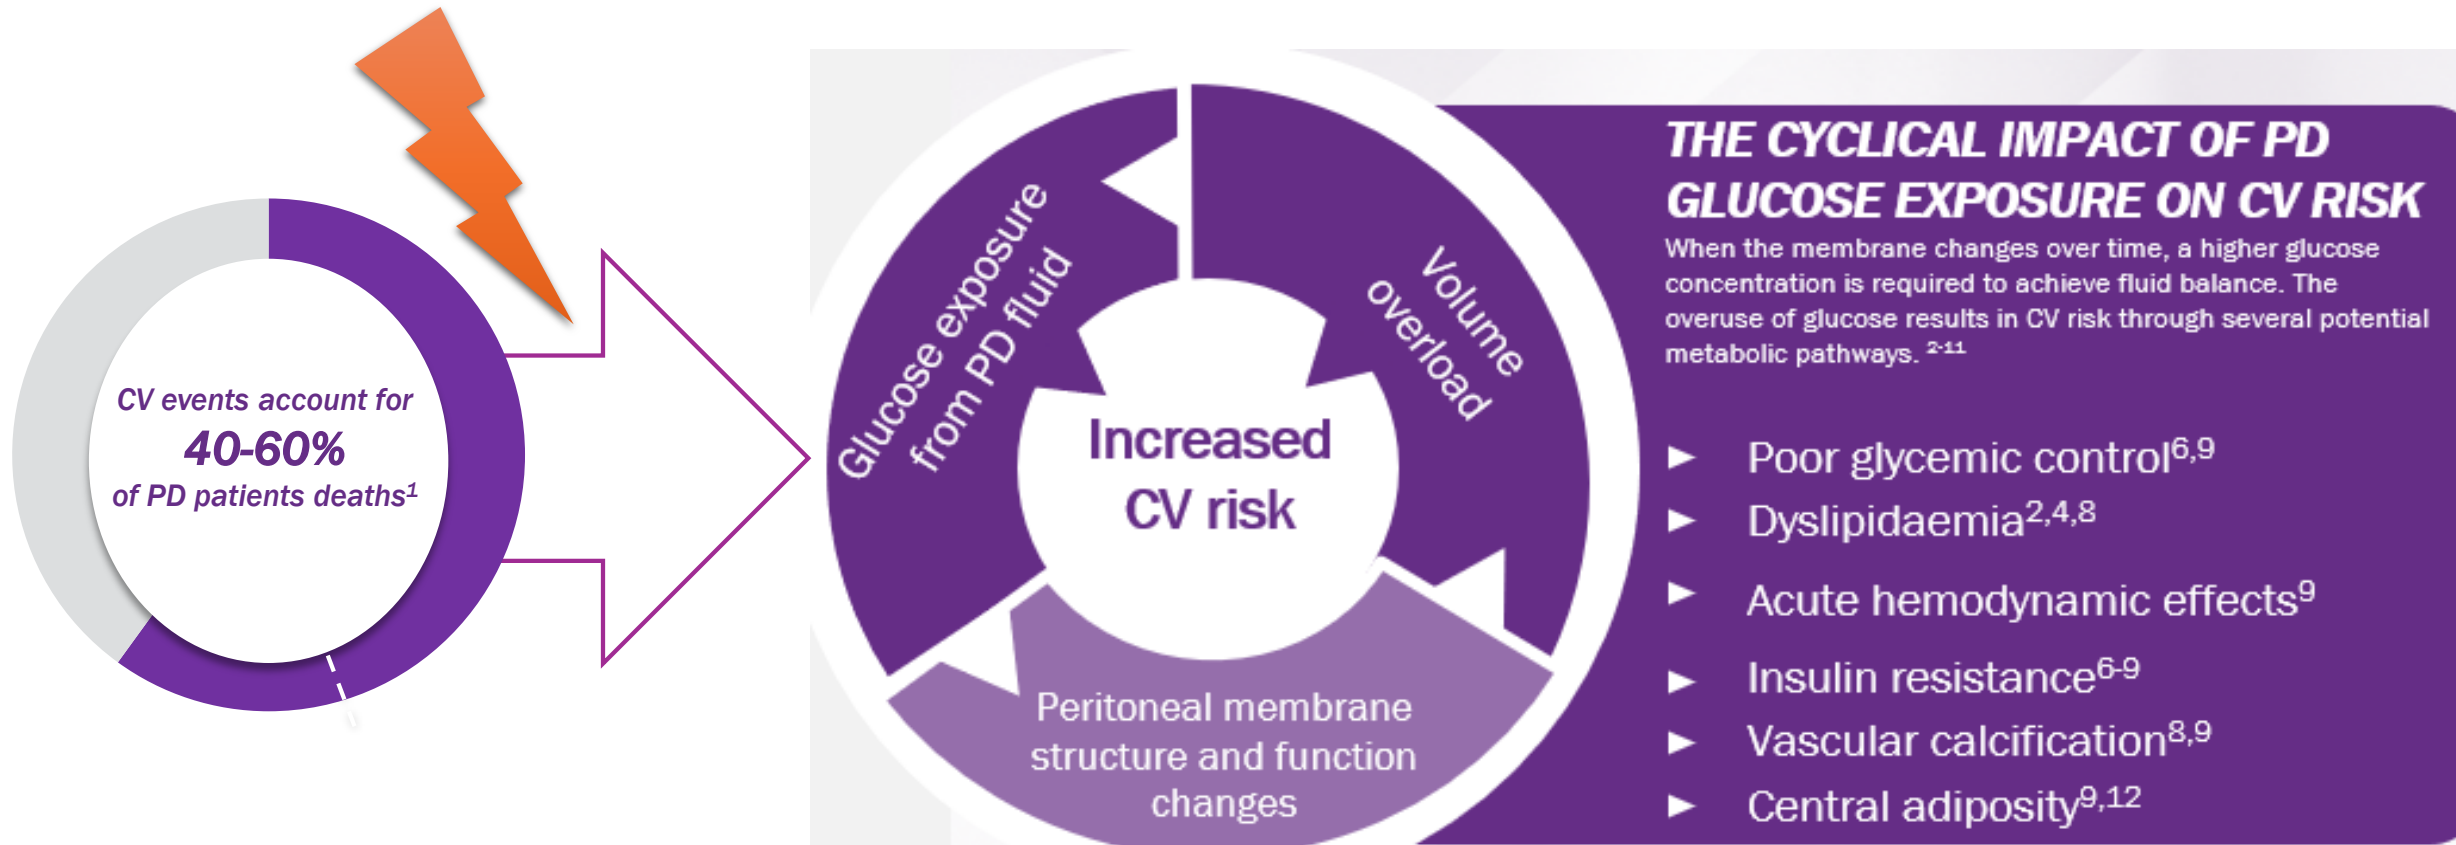 CV events account for
40-60%
of PD patients deaths1
Glucose exposure
from PD fluid
Volume
overload
Increased
CV risk
Peritoneal membrane
structure and function
changes
THE CYCLICAL IMPACT OF PD
GLUCOSE EXPOSURE ON CV RISK
When the membrane changes over time, a higher glucose
concentration is required to achieve fluid balance. The
overuse of glucose results in CV risk through several potential
metabolic pathways. 2-11
Poor glycemic control6,9
Dyslipidaemia2,4,8
Acute hemodynamic effects9
Insulin resistance6-9
Vascular calcification8,9
Central adiposity9,12